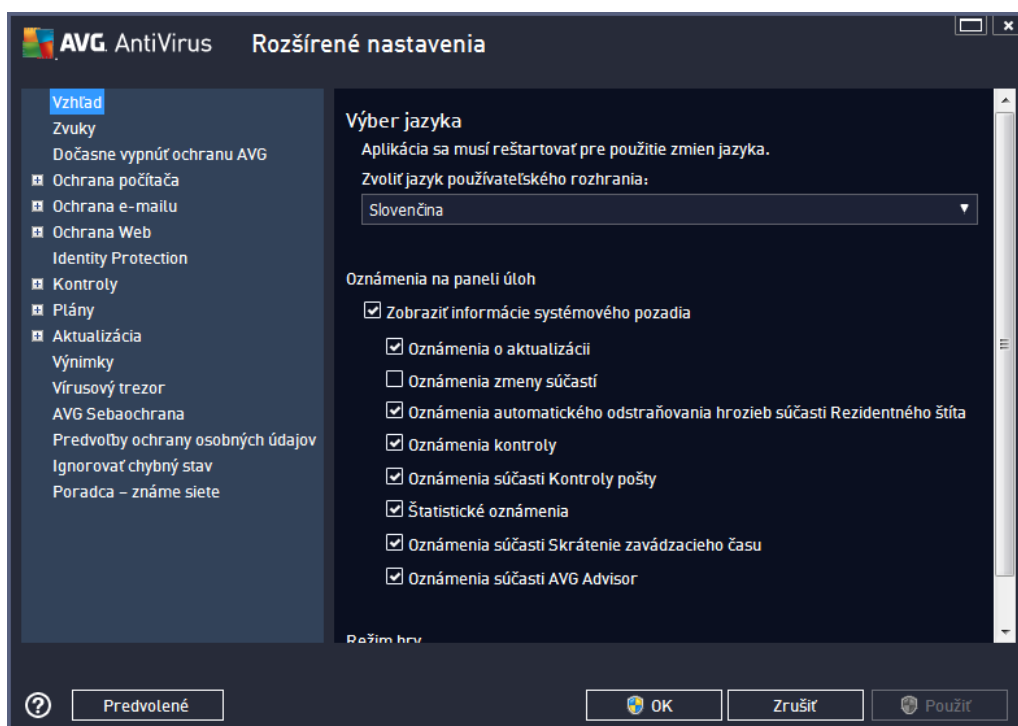 AVG. AntiVirus Rozšírené nastavenia
Vzhľad
Zvuky
Dočasne vypnúť ochranu AVG
Ochrana počítača
Ochrana e-mailu
Ochrana Web
Identity Protection
Kontroly
Plány
Aktualizácia
Výnimky
Vírusový trezor
AVG Sebaochrana
Predvoľby ochrany osobných údajov
Ignorovať chybný stav
Poradca – známe siete
Výber jazyka
Aplikácia sa musí reštartovať pre použitie zmien jazyka.
Zvoliť jazyk používateľského rozhrania:
Slovenčina
Oznámenia na paneli úloh
Zobraziť informácie systémového pozadia
Oznámenia o aktualizácii
Oznámenia zmeny súčastí
Oznámenia automatického odstraňovania hrozieb súčasti Rezidentného štíta
Oznámenia kontroly
Oznámenia súčasti Kontroly pošty
Štatistické oznámenia
Oznámenia súčasti Skrátenie zavádzacieho času
Oznámenia súčasti AVG Advisor
Režim hry
Predvolené
OK
Zrušiť
Použiť